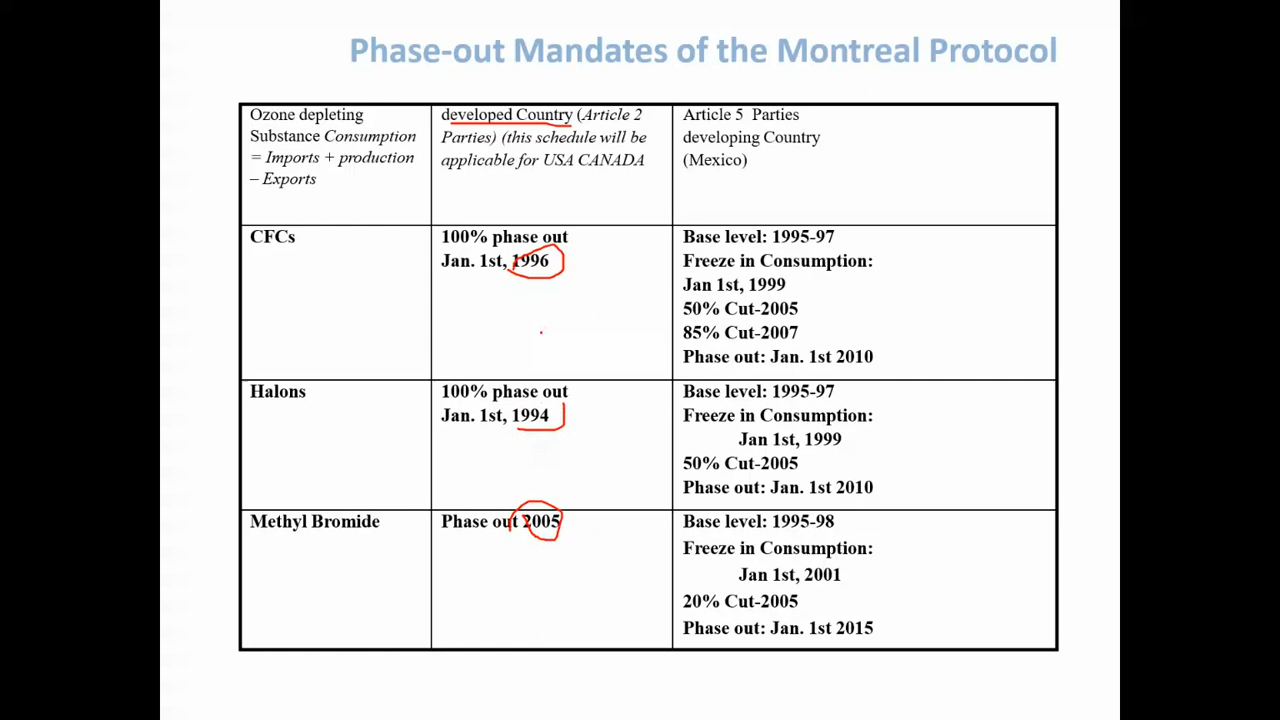 Phase-out Mandates of the Montreal Protocol
Ozone depleting
Substance Consumption
= Imports + production
– Exports
developed Country (Article 2
Parties) (this schedule will be
applicable for USA CANADA
Article 5 Parties
developing Country
(Mexico)
CFCs
100% phase out
Jan. 1st, 1996
Base level: 1995-97
Freeze in Consumption:
Jan 1st, 1999
50% Cut-2005
85% Cut-2007
Phase out: Jan. 1st 2010
Halons
100% phase out
Jan. 1st, 1994
Base level: 1995-97
Freeze in Consumption:
Jan 1st, 1999
50% Cut-2005
Phase out: Jan. 1st 2010
Methyl Bromide
Phase out 2005
Base level: 1995-98
Freeze in Consumption:
Jan 1st, 2001
20% Cut-2005
Phase out: Jan. 1st 2015